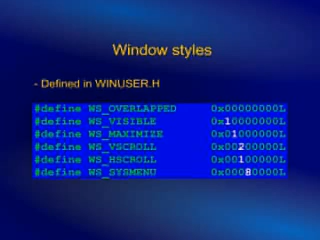 Window styles
- Defined in WINUSER.H
#define WS_OVERLAPPED 0x00000000L
#define WS_VISIBLE 0x10000000L
#define WS_MAXIMIZE 0x01000000L
#define WS_VSCROLL 0x00200000L
#define WS_HSCROLL 0x00100000L
#define WS_SYSMENU 0x00080000L